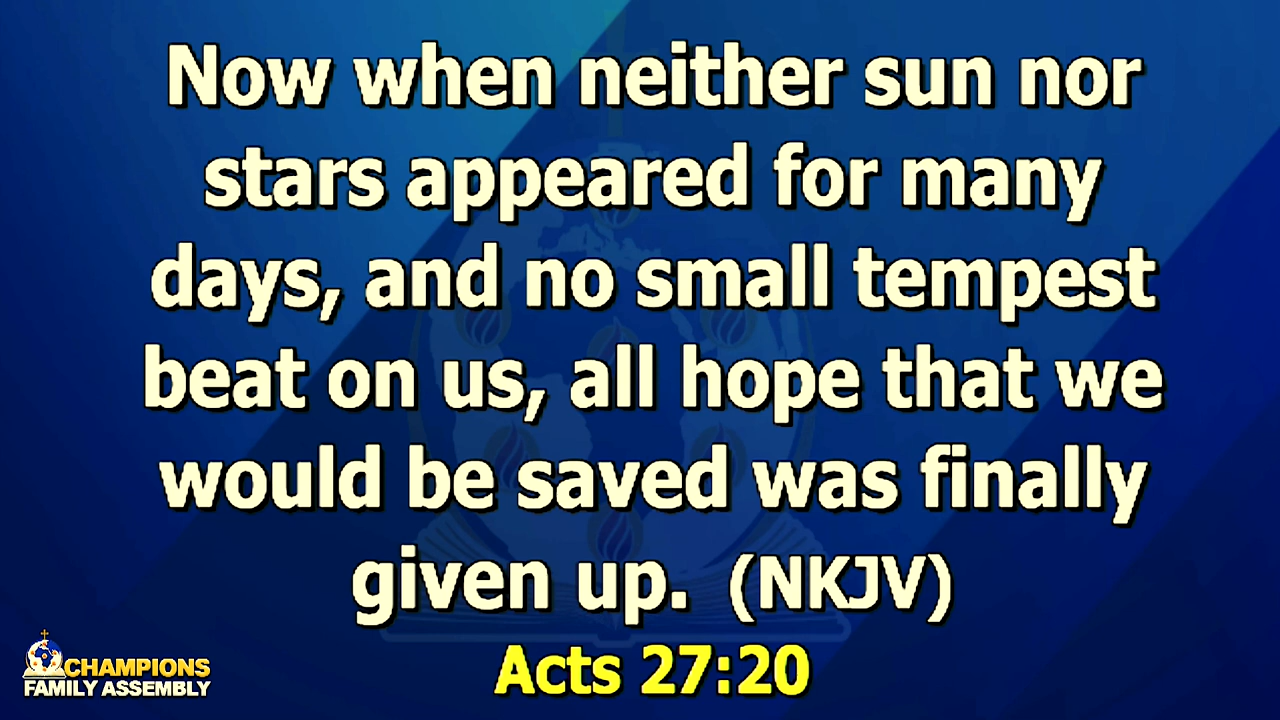 Now when neither sun nor
stars appeared for many
days, and no small tempest
beat on us, all hope that we
would be saved was finally
given up. (NKJV)
Acts 27:20
CHAMPIONS
FAMILY ASSEMBLY